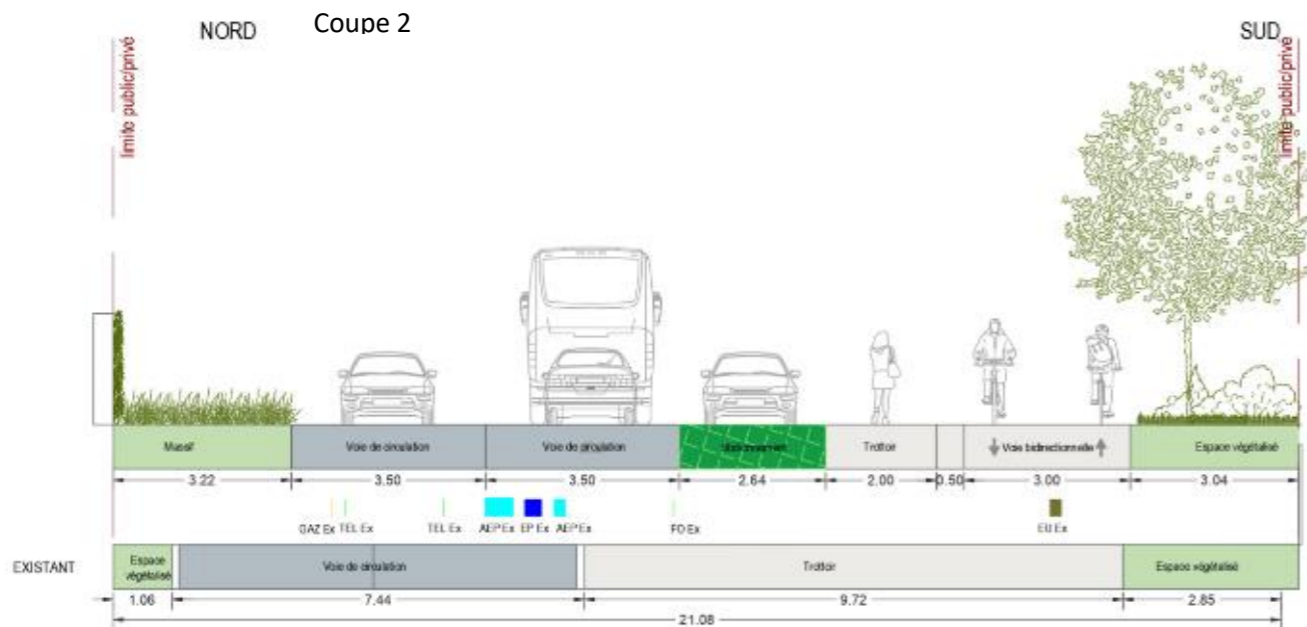 NORD
Coupe 2
SUD
limite public/privé
limite public/privé
Massif
Voie de circulation
Voie de circulation
Stationnement
Trottoir
Voie bidirectionnelle
Espace végétalisé
3.22
3.50
3.50
2.64
2.00
0.50
3.00
3.04
GAZ Ex
TEL Ex
TEL Ex
AEP Ex
EP Ex
AEP Ex
FO Ex
EU Ex
EXISTANT
Espace
végétalisé
Voie de circulation
Trottoir
Espace végétalisé
1.06
7.44
9.72
2.85
21.08